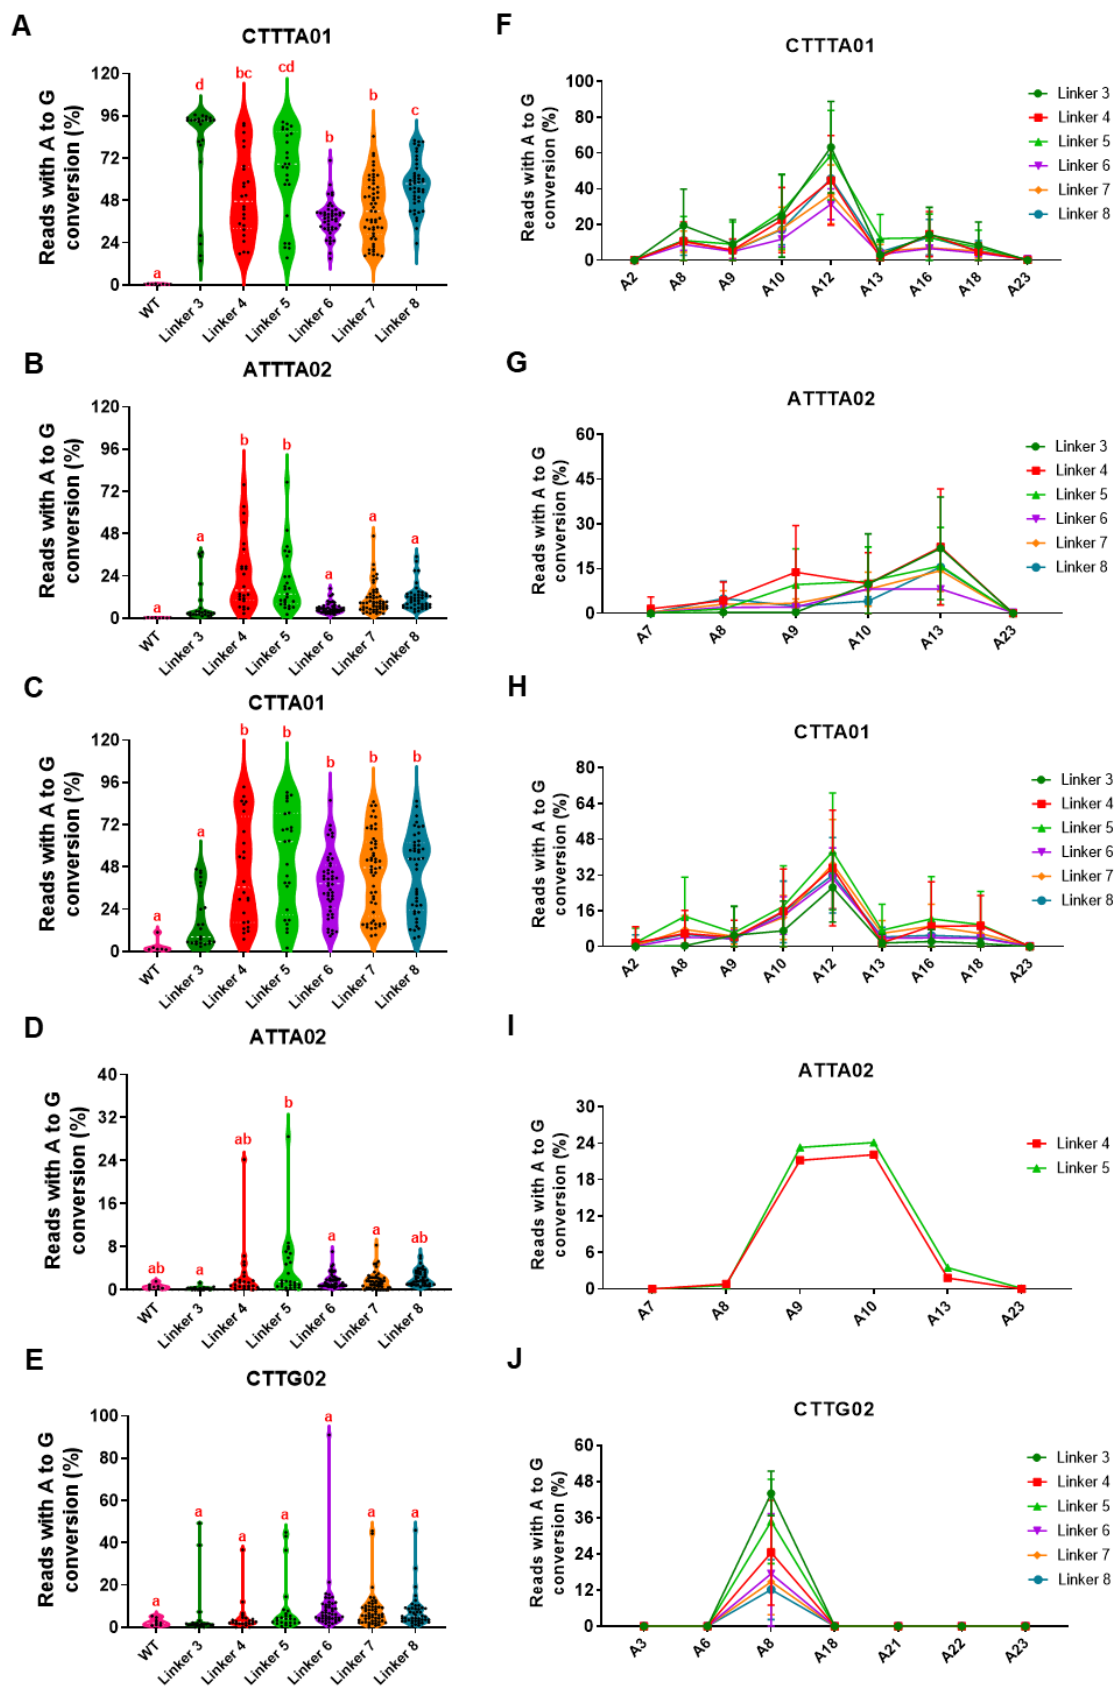 A
CTTTA01
Reads with A to G
conversion (%)
120
96
72
48
24
0
a
d
bc
cd
b
b
c
WT
Linker 3
Linker 4
Linker 5
Linker 6
Linker 7
Linker 8
F
CTTTA01
Reads with A to G
conversion (%)
100
80
60
40
20
0
A2
A8
A9
A10
A12
A13
A16
A18
A23
Linker 3
Linker 4
Linker 5
Linker 6
Linker 7
Linker 8
B
ATTTA02
Reads with A to G
conversion (%)
120
96
72
48
24
0
a
a
b
b
a
a
a
WT
Linker 3
Linker 4
Linker 5
Linker 6
Linker 7
Linker 8
G
ATTTA02
Reads with A to G
conversion (%)
60
45
30
15
0
A7
A8
A9
A10
A13
A23
Linker 3
Linker 4
Linker 5
Linker 6
Linker 7
Linker 8
C
CTTA01
Reads with A to G
conversion (%)
120
96
72
48
24
0
a
a
b
b
b
b
b
WT
Linker 3
Linker 4
Linker 5
Linker 6
Linker 7
Linker 8
H
CTTA01
Reads with A to G
conversion (%)
80
64
48
32
16
0
A2
A8
A9
A10
A12
A13
A16
A18
A23
Linker 3
Linker 4
Linker 5
Linker 6
Linker 7
Linker 8
D
ATTA02
Reads with A to G
conversion (%)
40
32
24
16
8
0
ab
a
ab
b
a
a
ab
WT
Linker 3
Linker 4
Linker 5
Linker 6
Linker 7
Linker 8
I
ATTA02
Reads with A to G
conversion (%)
30
24
18
12
6
0
A7
A8
A9
A10
A13
A23
Linker 4
Linker 5
E
CTTG02
Reads with A to G
conversion (%)
100
80
60
40
20
0
a
a
a
a
a
a
a
WT
Linker 3
Linker 4
Linker 5
Linker 6
Linker 7
Linker 8
J
CTTG02
Reads with A to G
conversion (%)
60
48
36
24
12
0
A3
A6
A8
A18
A21
A22
A23
Linker 3
Linker 4
Linker 5
Linker 6
Linker 7
Linker 8